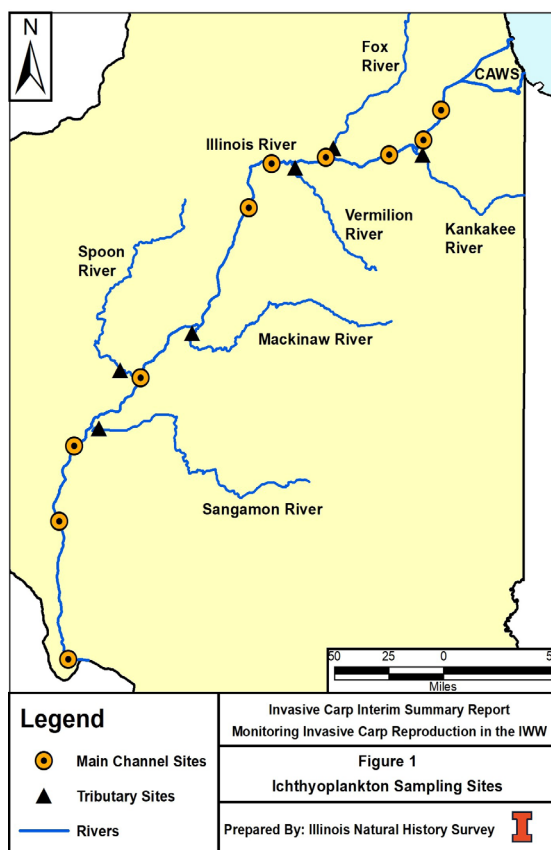 N
Fox
River
CAWS
Illinois River
Vermilion
River
Kankakee
River
Spoon
River
Mackinaw River
Sangamon River
50 25 0 5
Miles
Legend
Main Channel Sites
Tributary Sites
Rivers
Invasive Carp Interim Summary Report
Monitoring Invasive Carp Reproduction in the IWW
Figure 1
Ichthyoplankton Sampling Sites
Prepared By: Illinois Natural History Survey I